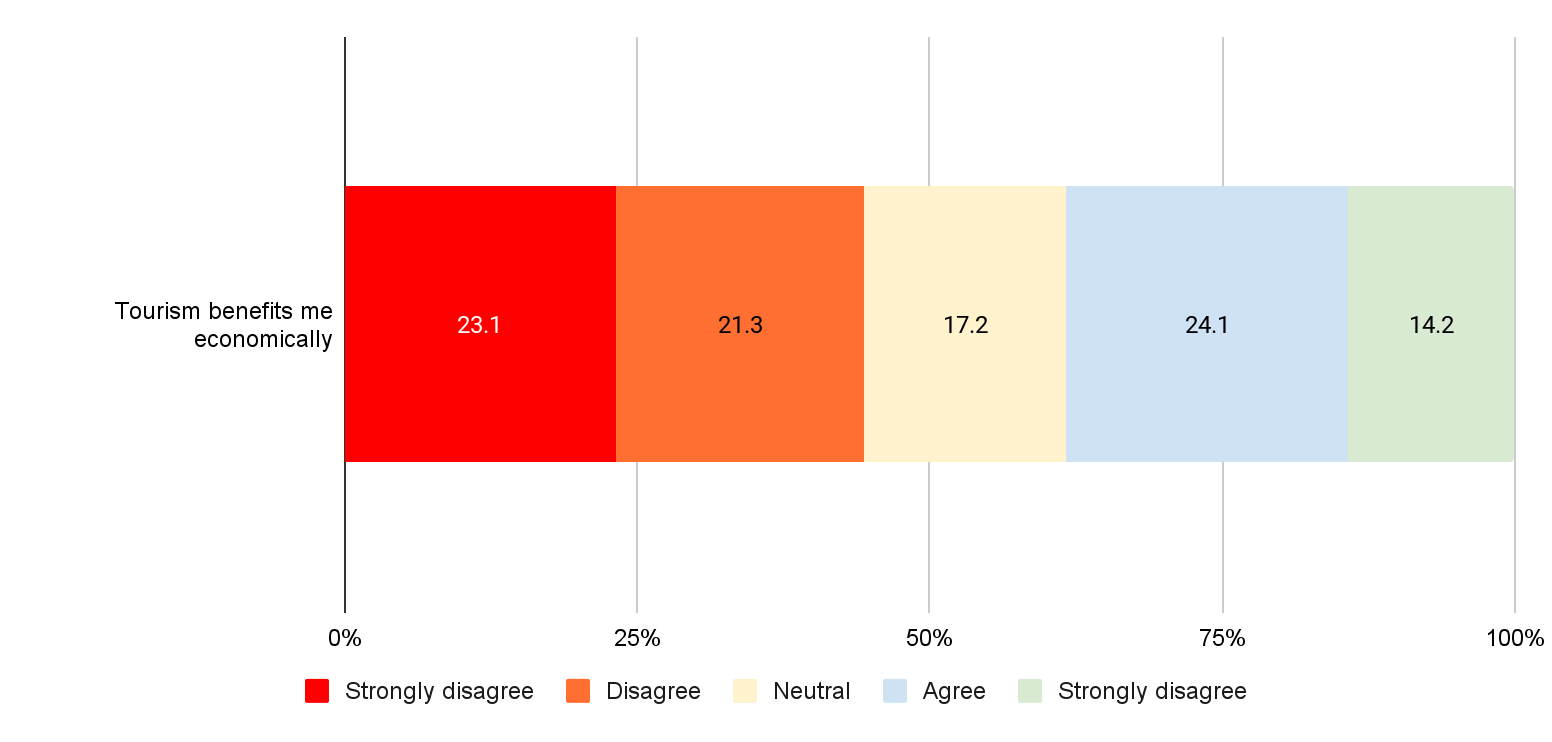 Tourism benefits me
economically
23.1 21.3 17.2 24.1 14.2
0% 25% 50% 75% 100%
Strongly disagree Disagree Neutral Agree Strongly disagree